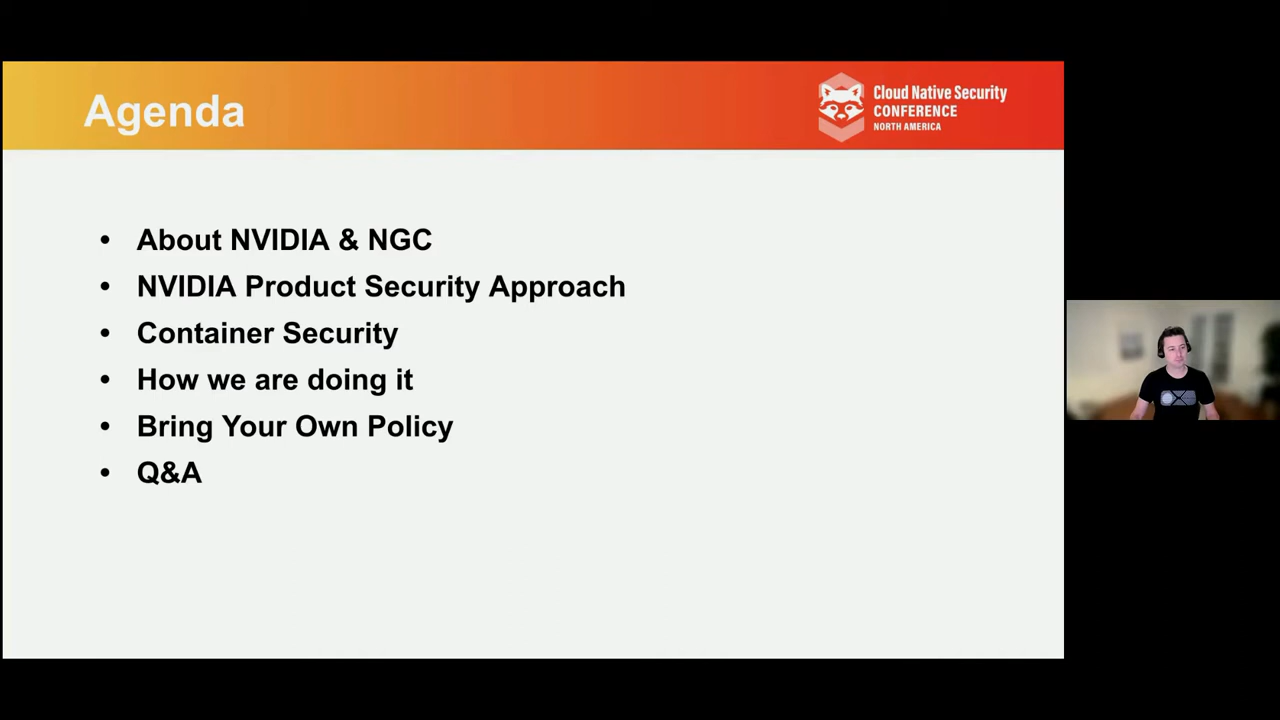 Agenda
Cloud Native Security
CONFERENCE
NORTH AMERICA
• About NVIDIA & NGC
• NVIDIA Product Security Approach
• Container Security
• How we are doing it
• Bring Your Own Policy
• Q&A